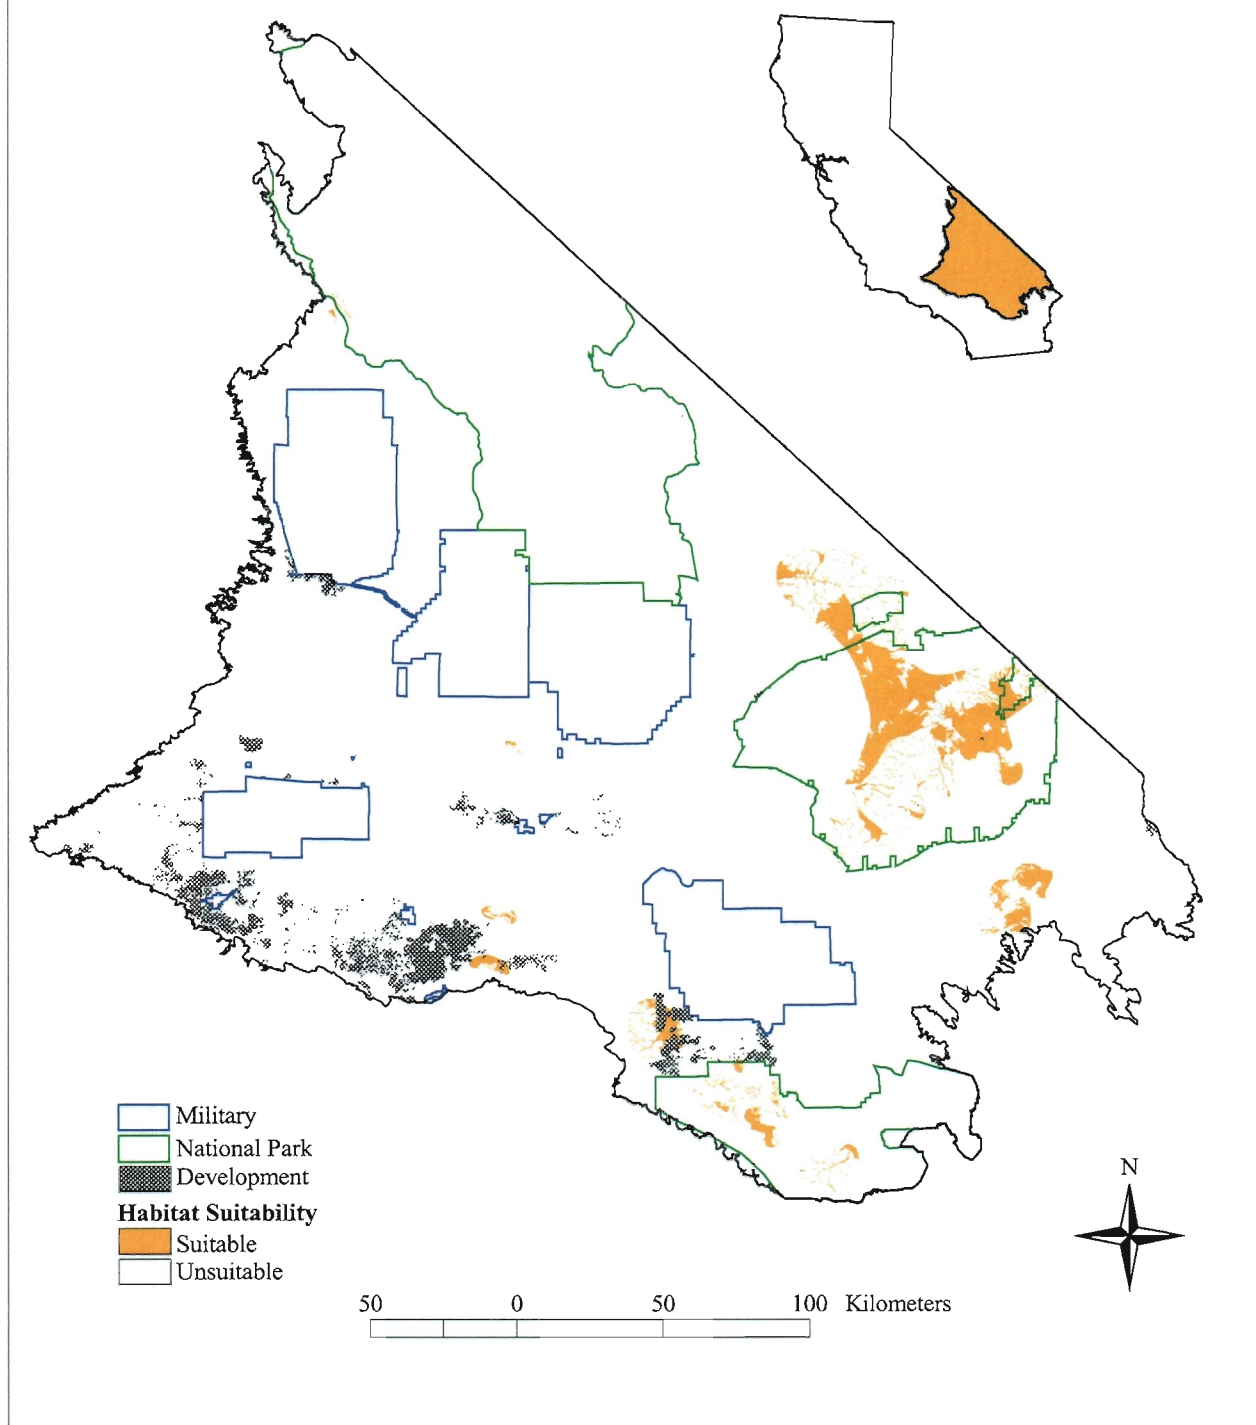 Military
National Park
Development
Habitat Suitability
Suitable
Unsuitable
N
50 0 50 100 Kilometers